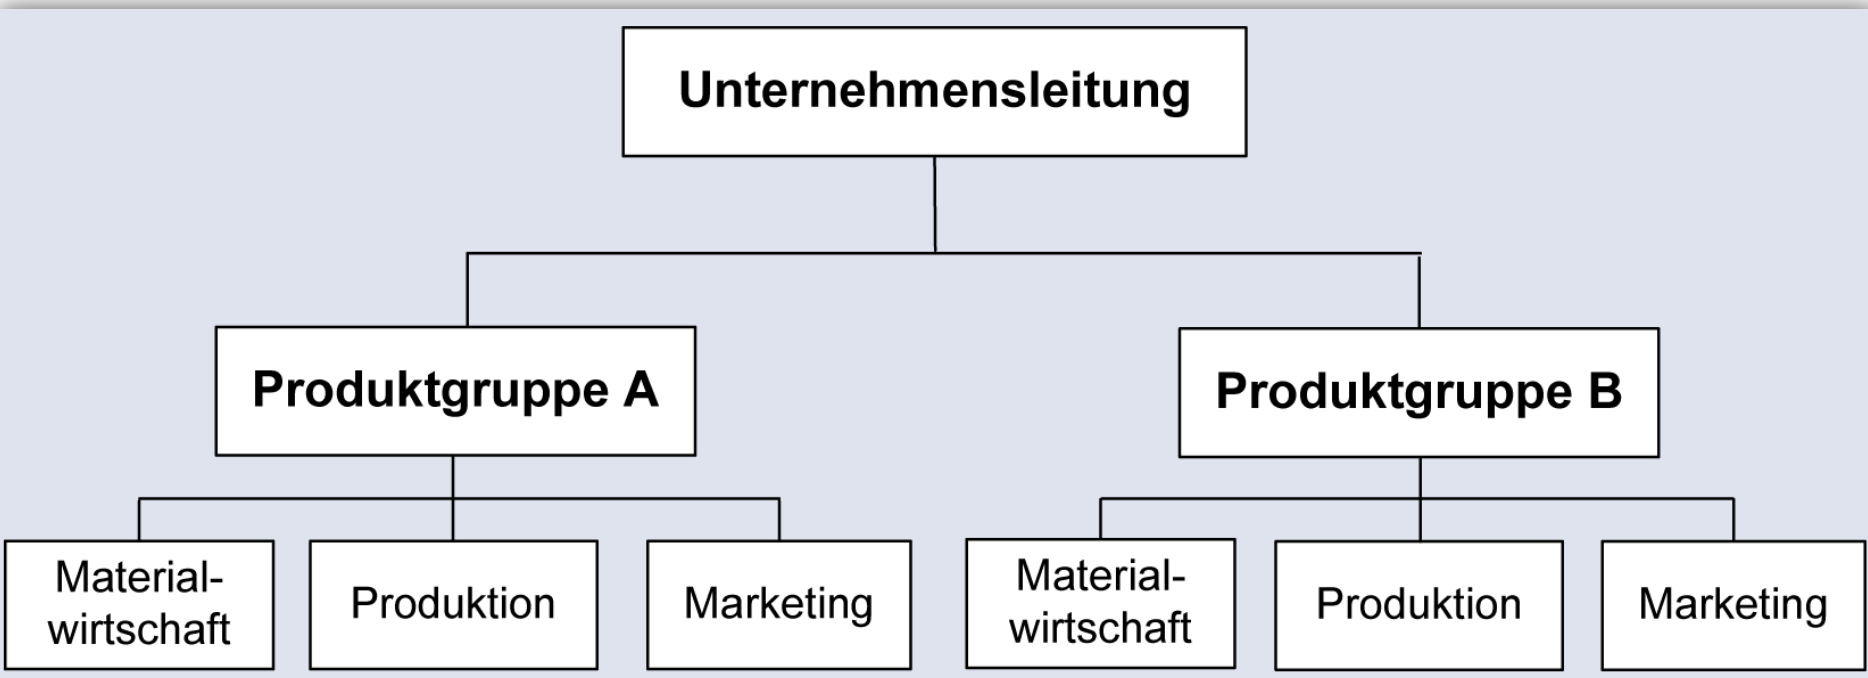 Unternehmensleitung
Produktgruppe A
Produktgruppe B
Material-
wirtschaft
Produktion
Marketing
Material-
wirtschaft
Produktion
Marketing